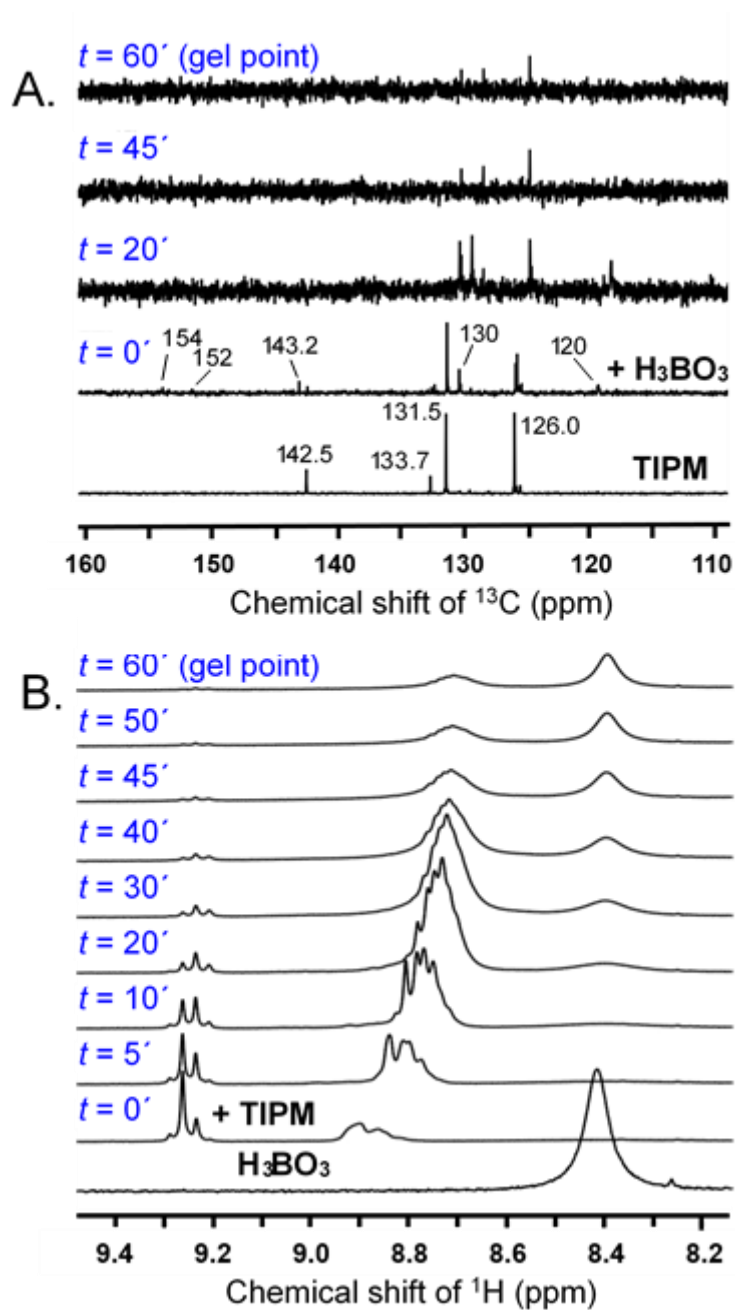 A.
t = 60´ (gel point)
t = 45´
t = 20´
t = 0´
154
152
143.2
130
120
+ H₃BO₃
131.5
142.5
133.7
126.0
TIPM
160 150 140 130 120 110
Chemical shift of ¹³C (ppm)
B.
t = 60´ (gel point)
t = 50´
t = 45´
t = 40´
t = 30´
t = 20´
t = 10´
t = 5´
t = 0´ + TIPM
H₃BO₃
9.4 9.2 9.0 8.8 8.6 8.4 8.2
Chemical shift of ¹H (ppm)